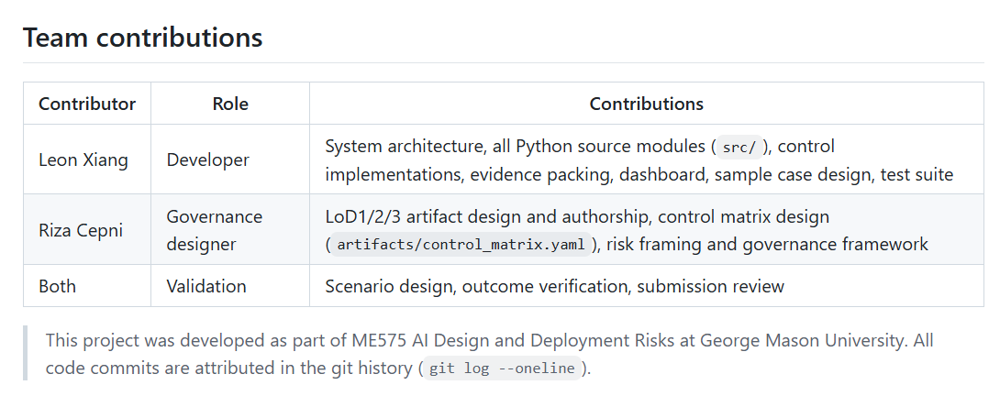 Team contributions
Contributor Role Contributions
Leon Xiang Developer System architecture, all Python source modules ( src/ ), control
implementations, evidence packing, dashboard, sample case design, test suite
Riza Cepni Governance
designer LoD1/2/3 artifact design and authorship, control matrix design
( artifacts/control_matrix.yaml ), risk framing and governance framework
Both Validation Scenario design, outcome verification, submission review
This project was developed as part of ME575 AI Design and Deployment Risks at George Mason University. All
code commits are attributed in the git history ( git log --oneline ).